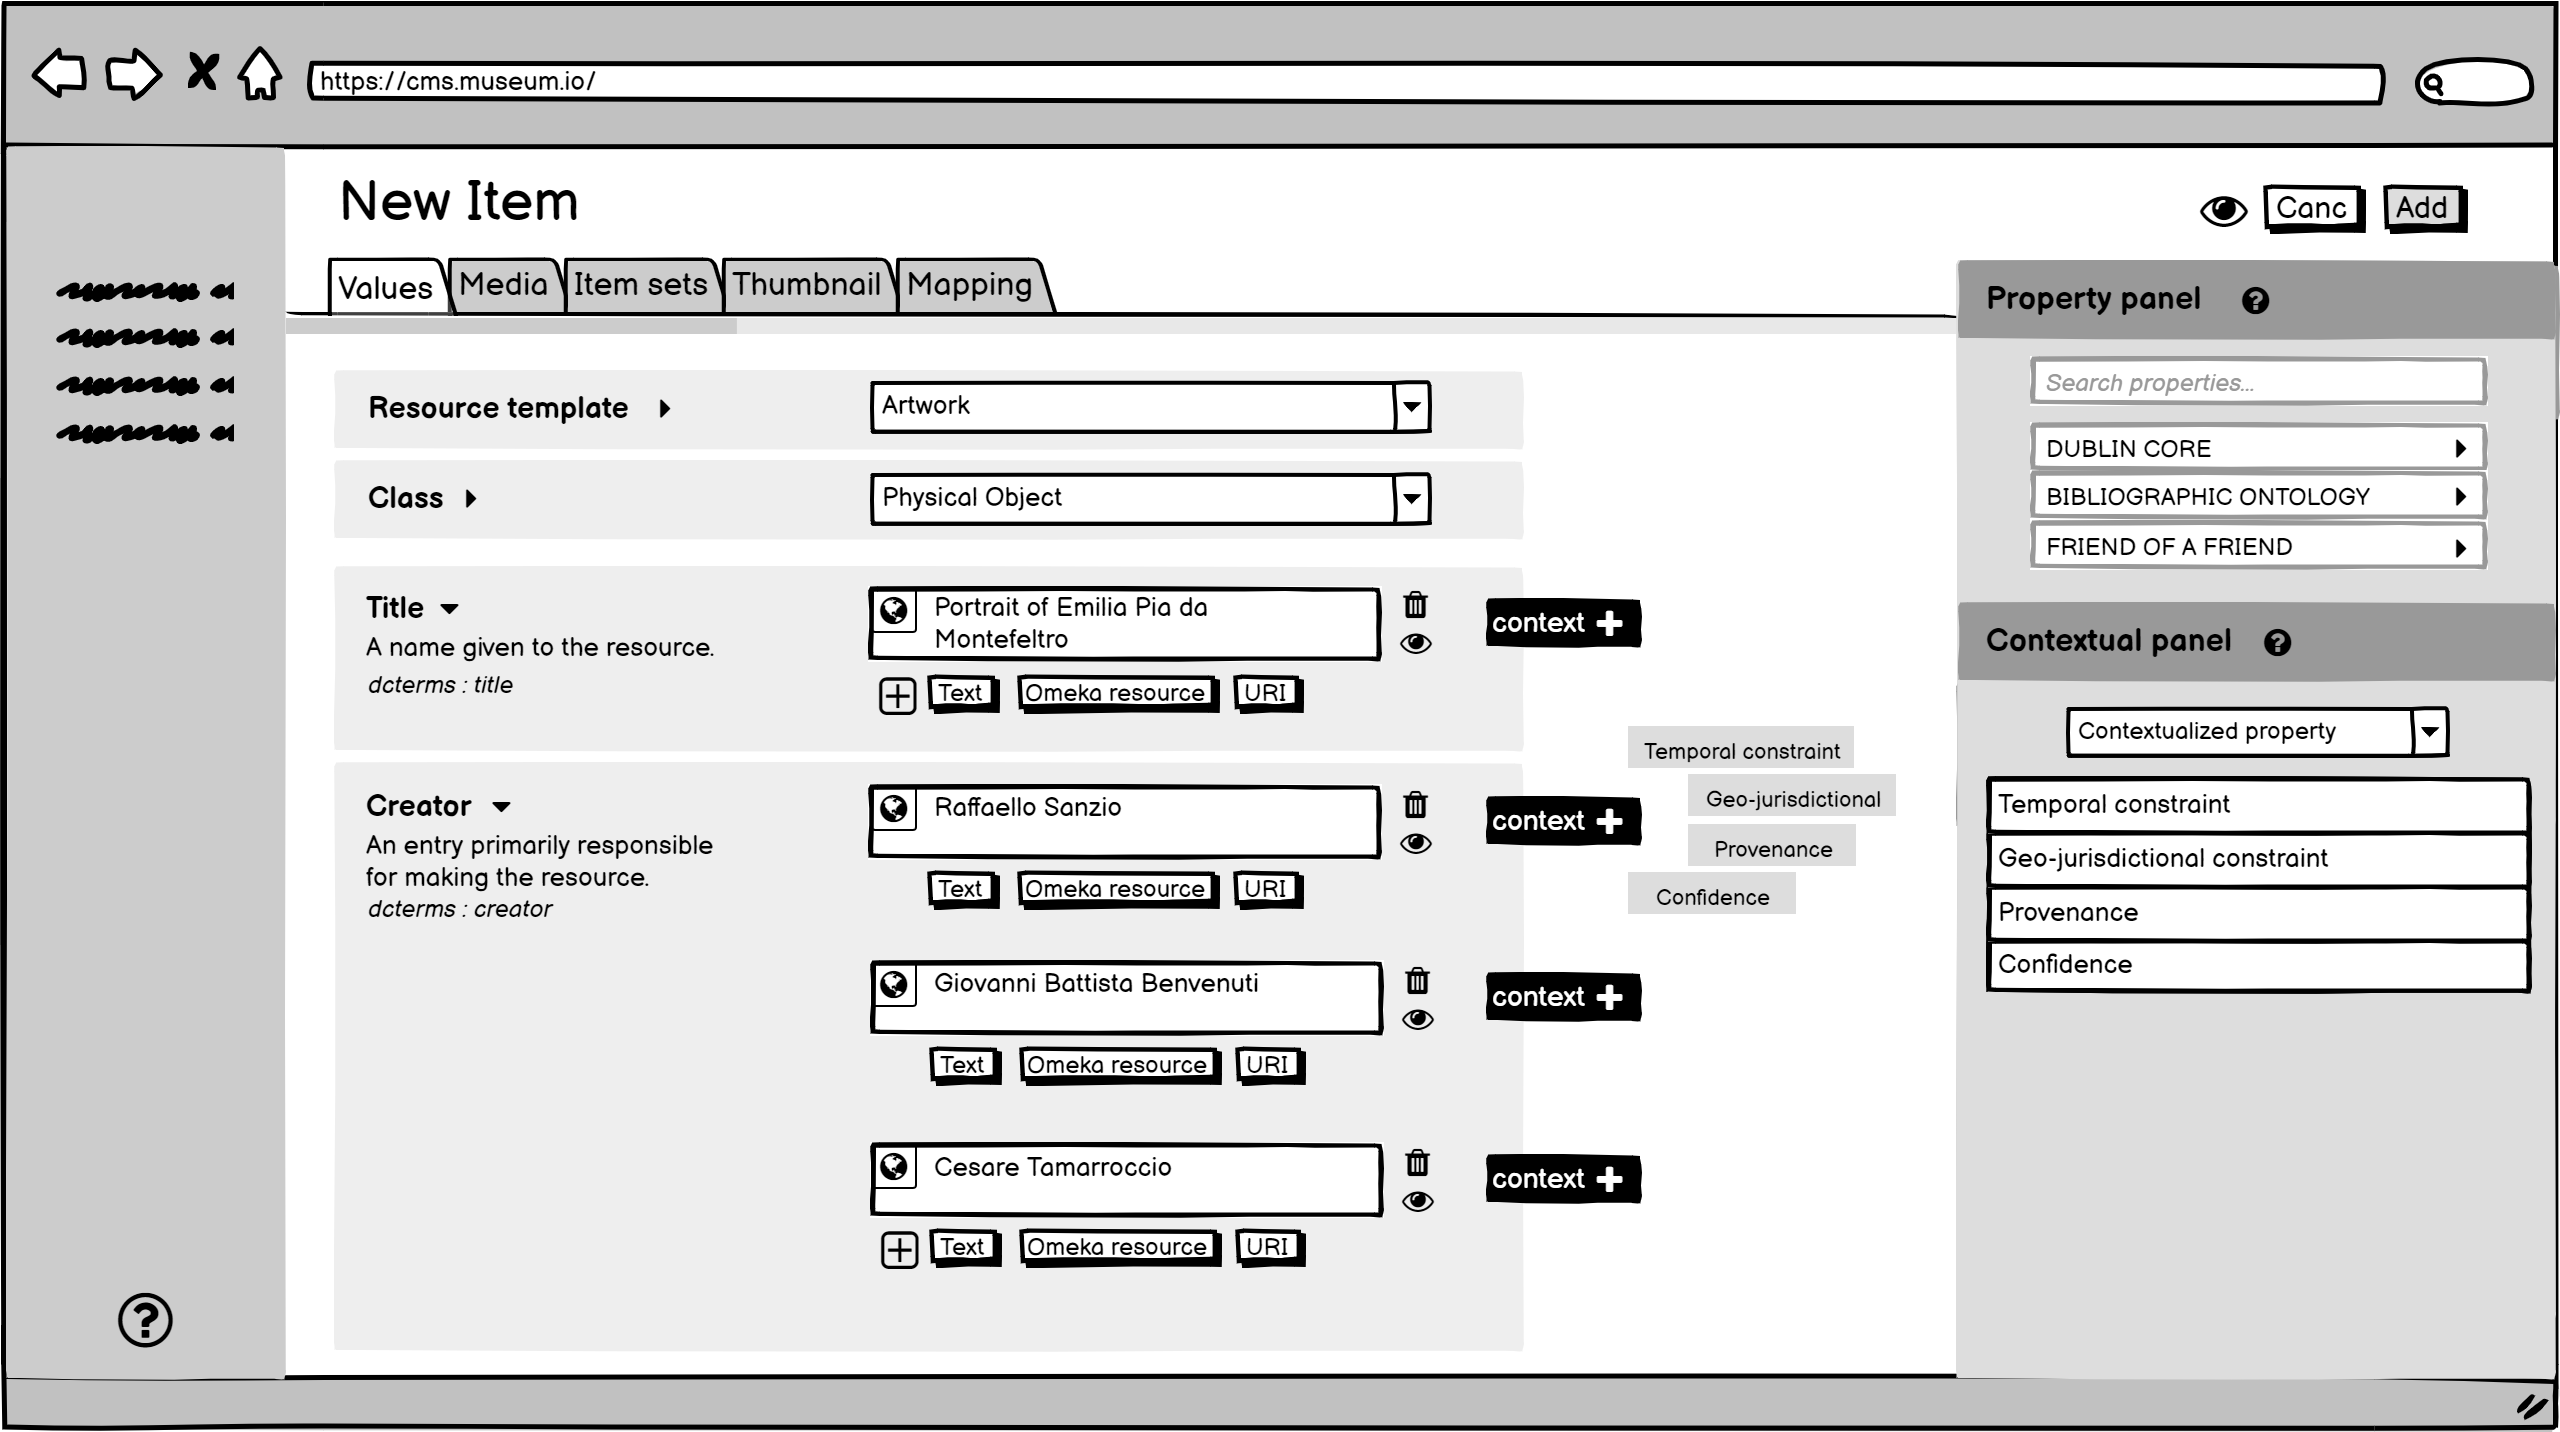 https://cms.museum.io/
New Item
Canc
Add
Values
Media
Item sets
Thumbnail
Mapping
Resource template
Artwork
Class
Physical Object
Title
A name given to the resource.
dcterms : title
Portrait of Emilia Pia da
Montefeltro
Text
Omeka resource
URI
context
Creator
An entry primarily responsible
for making the resource.
dcterms : creator
Raffaello Sanzio
Text
Omeka resource
URI
context
Temporal constraint
Geo-jurisdictional
Provenance
Confidence
Giovanni Battista Benvenuti
Text
Omeka resource
URI
context
Cesare Tamarroccio
Text
Omeka resource
URI
context
Property panel
?
Search properties...
DUBLIN CORE
BIBLIOGRAPHIC ONTOLOGY
FRIEND OF A FRIEND
Contextual panel
?
Contextualized property
Temporal constraint
Geo-jurisdictional constraint
Provenance
Confidence
?